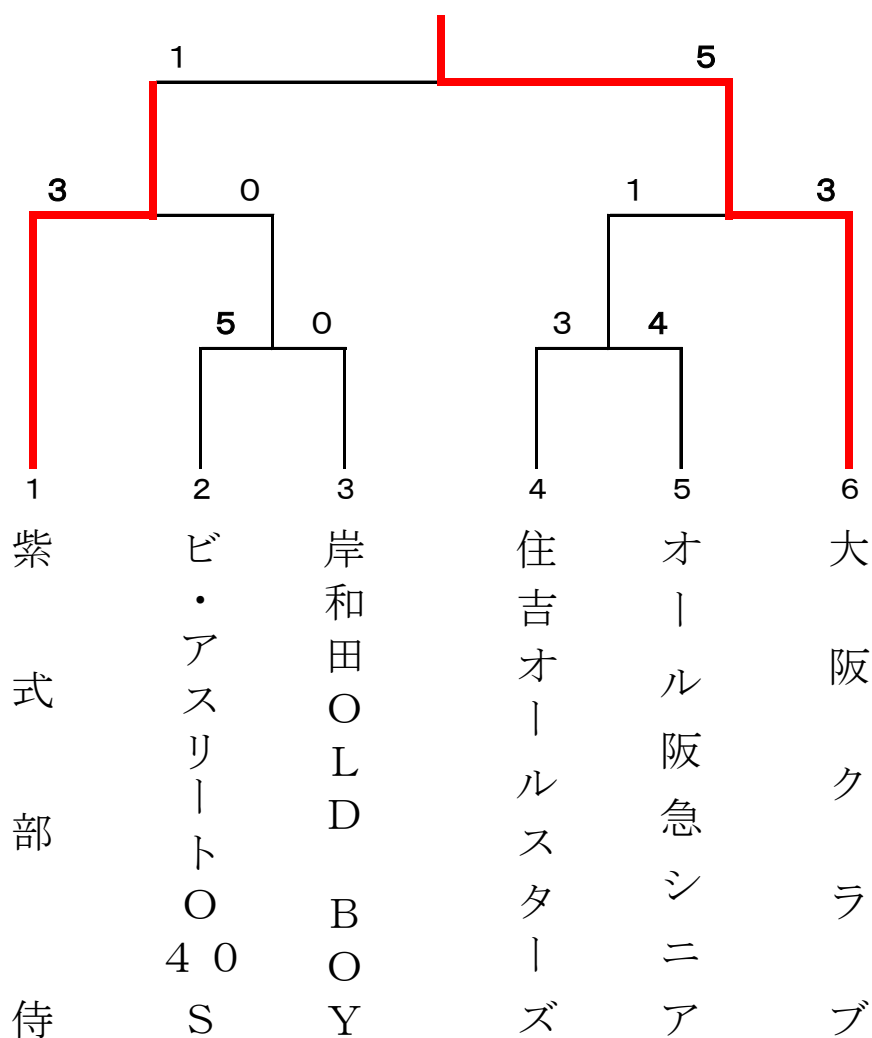 1 5
3 0 1 3
5 0 3 4
1 2 3 4 5 6
紫式部侍
ビ・アスリートO40S
岸和田OLD BOY
住吉オールスターズ
オール阪急シニア
大阪クラブ